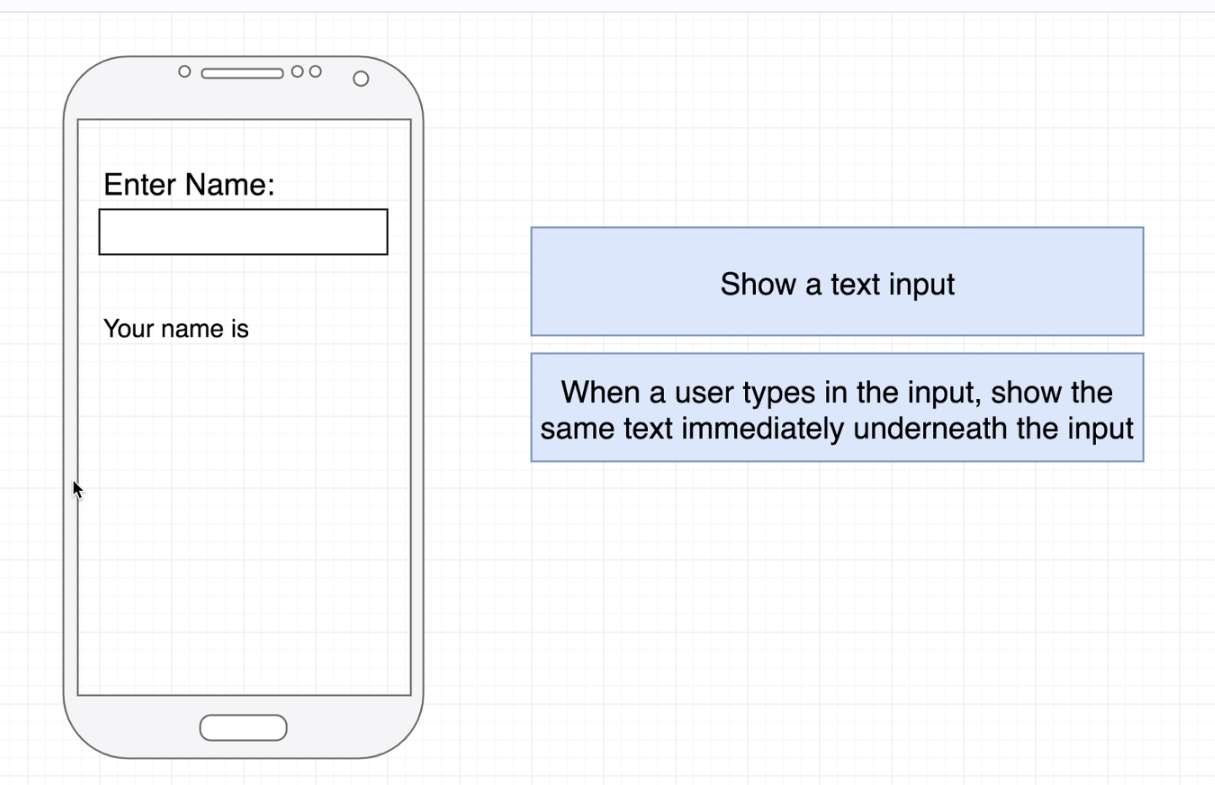 Enter Name:
Your name is
Show a text input
When a user types in the input, show the
same text immediately underneath the input